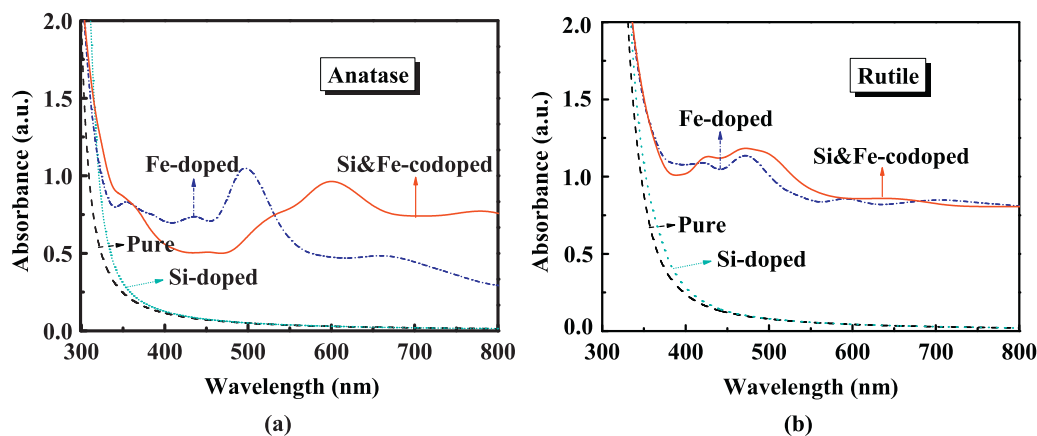 2.0
1.5
1.0
0.5
0.0
Absorbance (a.u.)
Anatase
Fe-doped
Si&Fe-codoped
Pure
Si-doped
300 400 500 600 700 800
Wavelength (nm)
(a)
2.0
1.5
1.0
0.5
0.0
Absorbance (a.u.)
Rutile
Fe-doped
Si&Fe-codoped
Pure
Si-doped
300 400 500 600 700 800
Wavelength (nm)
(b)